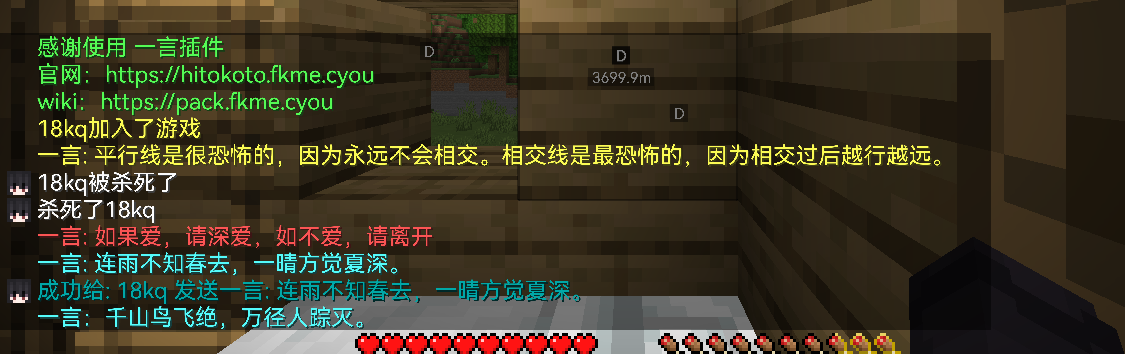 感谢使用 一言插件
官网：https://hitokoto.fkme.cyou
wiki：https://pack.fkme.cyou
18kq加入了游戏
一言: 平行线是很恐怖的，因为永远不会相交。相交线是最恐怖的，因为相交过后越行越远。
18kq被杀死了
杀死了18kq
一言: 如果爱，请深爱，如不爱，请离开
一言: 连雨不知春去，一晴方觉夏深。
成功给: 18kq 发送一言: 连雨不知春去，一晴方觉夏深。
一言：千山鸟飞绝，万径人踪灭。
D
D
3699.9m
D